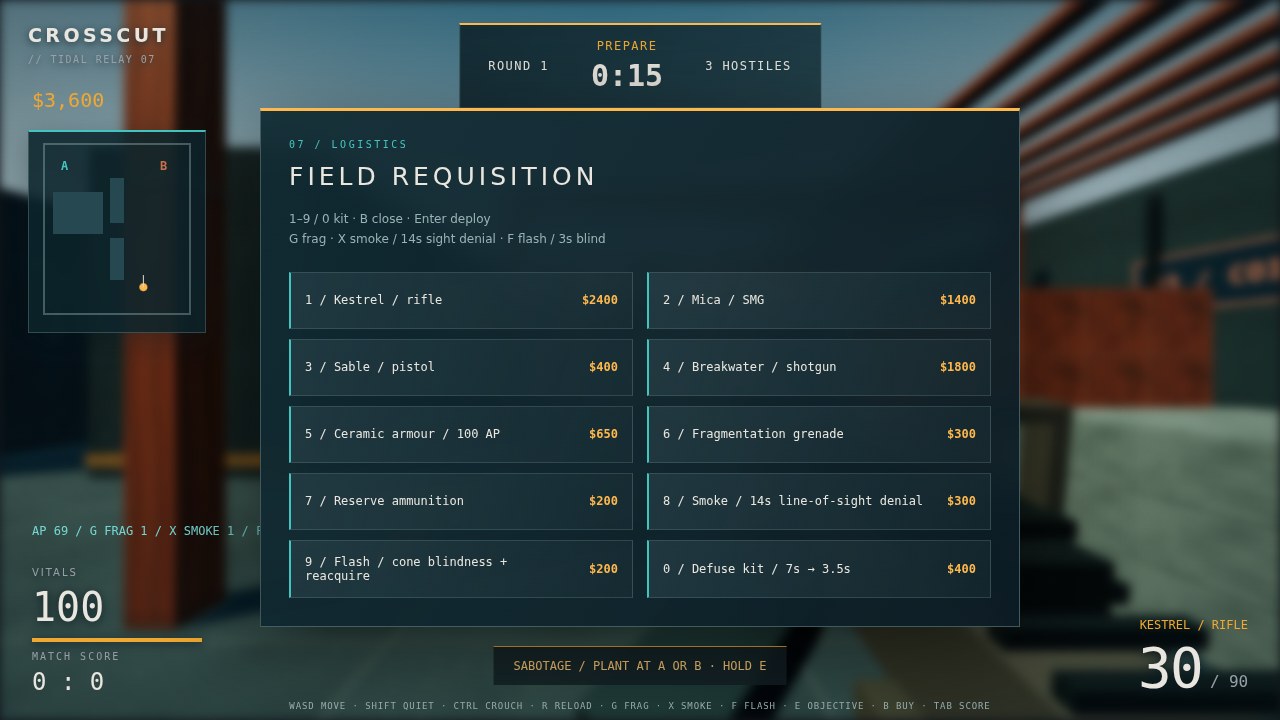 CROSSCUT
// TIDAL RELAY 07
$3,600
A
B
PREPARE
ROUND 1
0:15
3 HOSTILES
07 / LOGISTICS
FIELD REQUISITION
1–9 / 0 kit · B close · Enter deploy
G frag · X smoke / 14s sight denial · F flash / 3s blind
1 / Kestrel / rifle $2400
2 / Mica / SMG $1400
3 / Sable / pistol $400
4 / Breakwater / shotgun $1800
5 / Ceramic armour / 100 AP $650
6 / Fragmentation grenade $300
7 / Reserve ammunition $200
8 / Smoke / 14s line-of-sight denial $300
9 / Flash / cone blindness +
reacquire $200
0 / Defuse kit / 7s → 3.5s $400
AP 69 / G FRAG 1 / X SMOKE 1 /
VITALS
100
MATCH SCORE
0 : 0
SABOTAGE / PLANT AT A OR B · HOLD E
KESTREL / RIFLE
30 / 90
WASD MOVE · SHIFT QUIET · CTRL CROUCH · R RELOAD · G FRAG · X SMOKE · F FLASH · E OBJECTIVE · B BUY · TAB SCORE